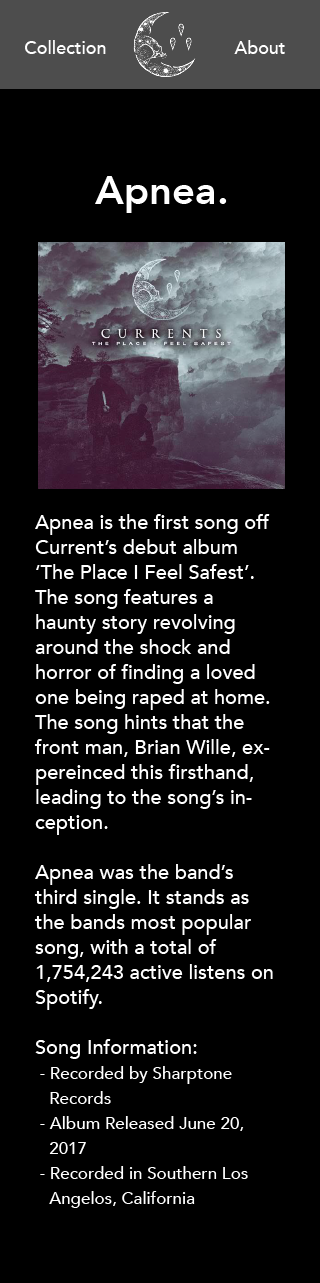 Collection
About
Apnea.
CURRENTS
THE PLACE I FEEL SAFEST
Apnea is the first song off
Current’s debut album
‘The Place I Feel Safest’.
The song features a
haunty story revolving
around the shock and
horror of finding a loved
one being raped at home.
The song hints that the
front man, Brian Wille, ex-
pereinced this firsthand,
leading to the song’s in-
ception.
Apnea was the band’s
third single. It stands as
the bands most popular
song, with a total of
1,754,243 active listens on
Spotify.
Song Information:
- Recorded by Sharptone
Records
- Album Released June 20,
2017
- Recorded in Southern Los
Angelos, California